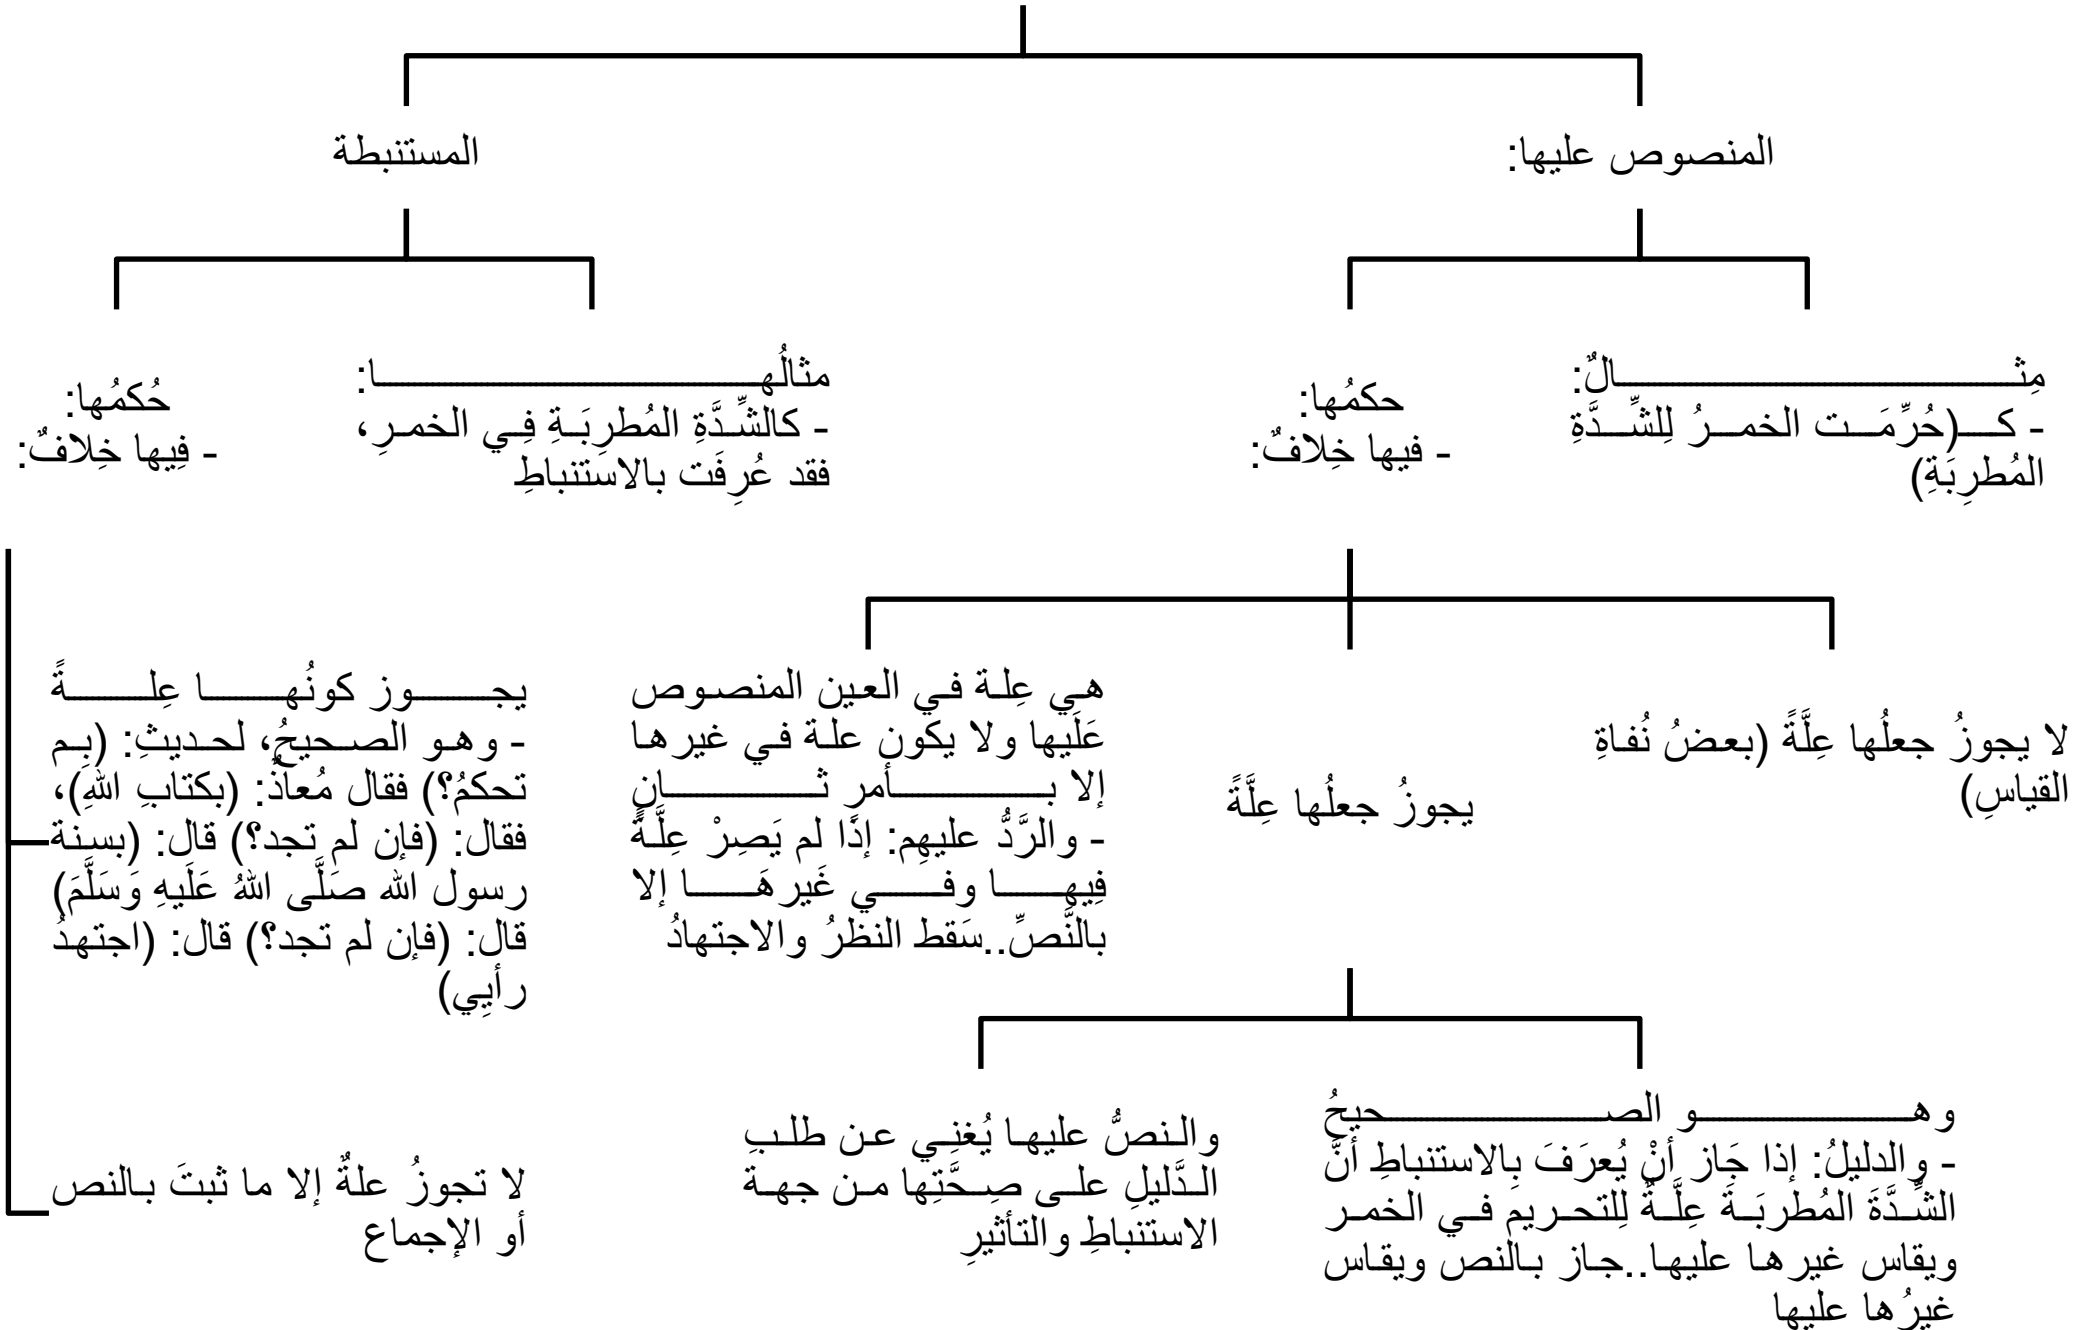 المنصوص عليها:
المستنبطة
مِثالٌ:
- كـ(حُرِّمَت الخمرُ لِلشِّدَّةِ
المُطرِبَةِ)
حكمُها:
- فيها خِلافٌ:
مثالُها:
- كالشِّدَّةِ المُطرِبَةِ فِي الخمرِ،
فقد عُرِفَت بالاستنباطِ
حُكمُها:
- فِيها خِلافٌ:
لا يجوزُ جعلُها عِلَّةً (بعضُ نُفاةِ
القياسِ)
يجوزُ جعلُها عِلَّةً
هي عِلة في العين المنصوص
عَلَيها ولا يكون علة في غيرها
إلا بأمرٍ ثانٍ
- والرَّدُّ عليهِم: إذا لم يَصِرْ عِلَّةً
فِيها وفي غَيرهَا إلا
بالنَّصِّ..سَقط النظرُ والاجتهادُ
يجوز كونُها عِلةً
- وهو الصحيحُ، لحديثِ: (بِم
تحكمُ؟) فقال مُعاذٌ: (بكتابِ اللهِ)،
فقال: (فإن لم تجد؟) قال: (بسنة
رسول الله صَلَّى اللهُ عَلَيهِ وَسَلَّمَ)
قال: (فإن لم تجد؟) قال: (اجتهدُ
رأيِي)
وهو الصحيحُ
- والدليلُ: إذا جَاز أنْ يُعرَفَ بِالاستنباطِ أنَّ
الشِّدَّةَ المُطربَةَ عِلَّةٌ لِلتحريم في الخمر
ويقاس غيرها عليها..جاز بالنص ويقاس
غيرُها عليها
والنصُّ عليها يُغنِي عن طلبِ
الدَّليلِ على صِحَّتِها من جهة
الاستنباطِ والتأثيرِ
لا تجوزُ علةٌ إلا ما ثبتَ بالنص
أو الإجماع